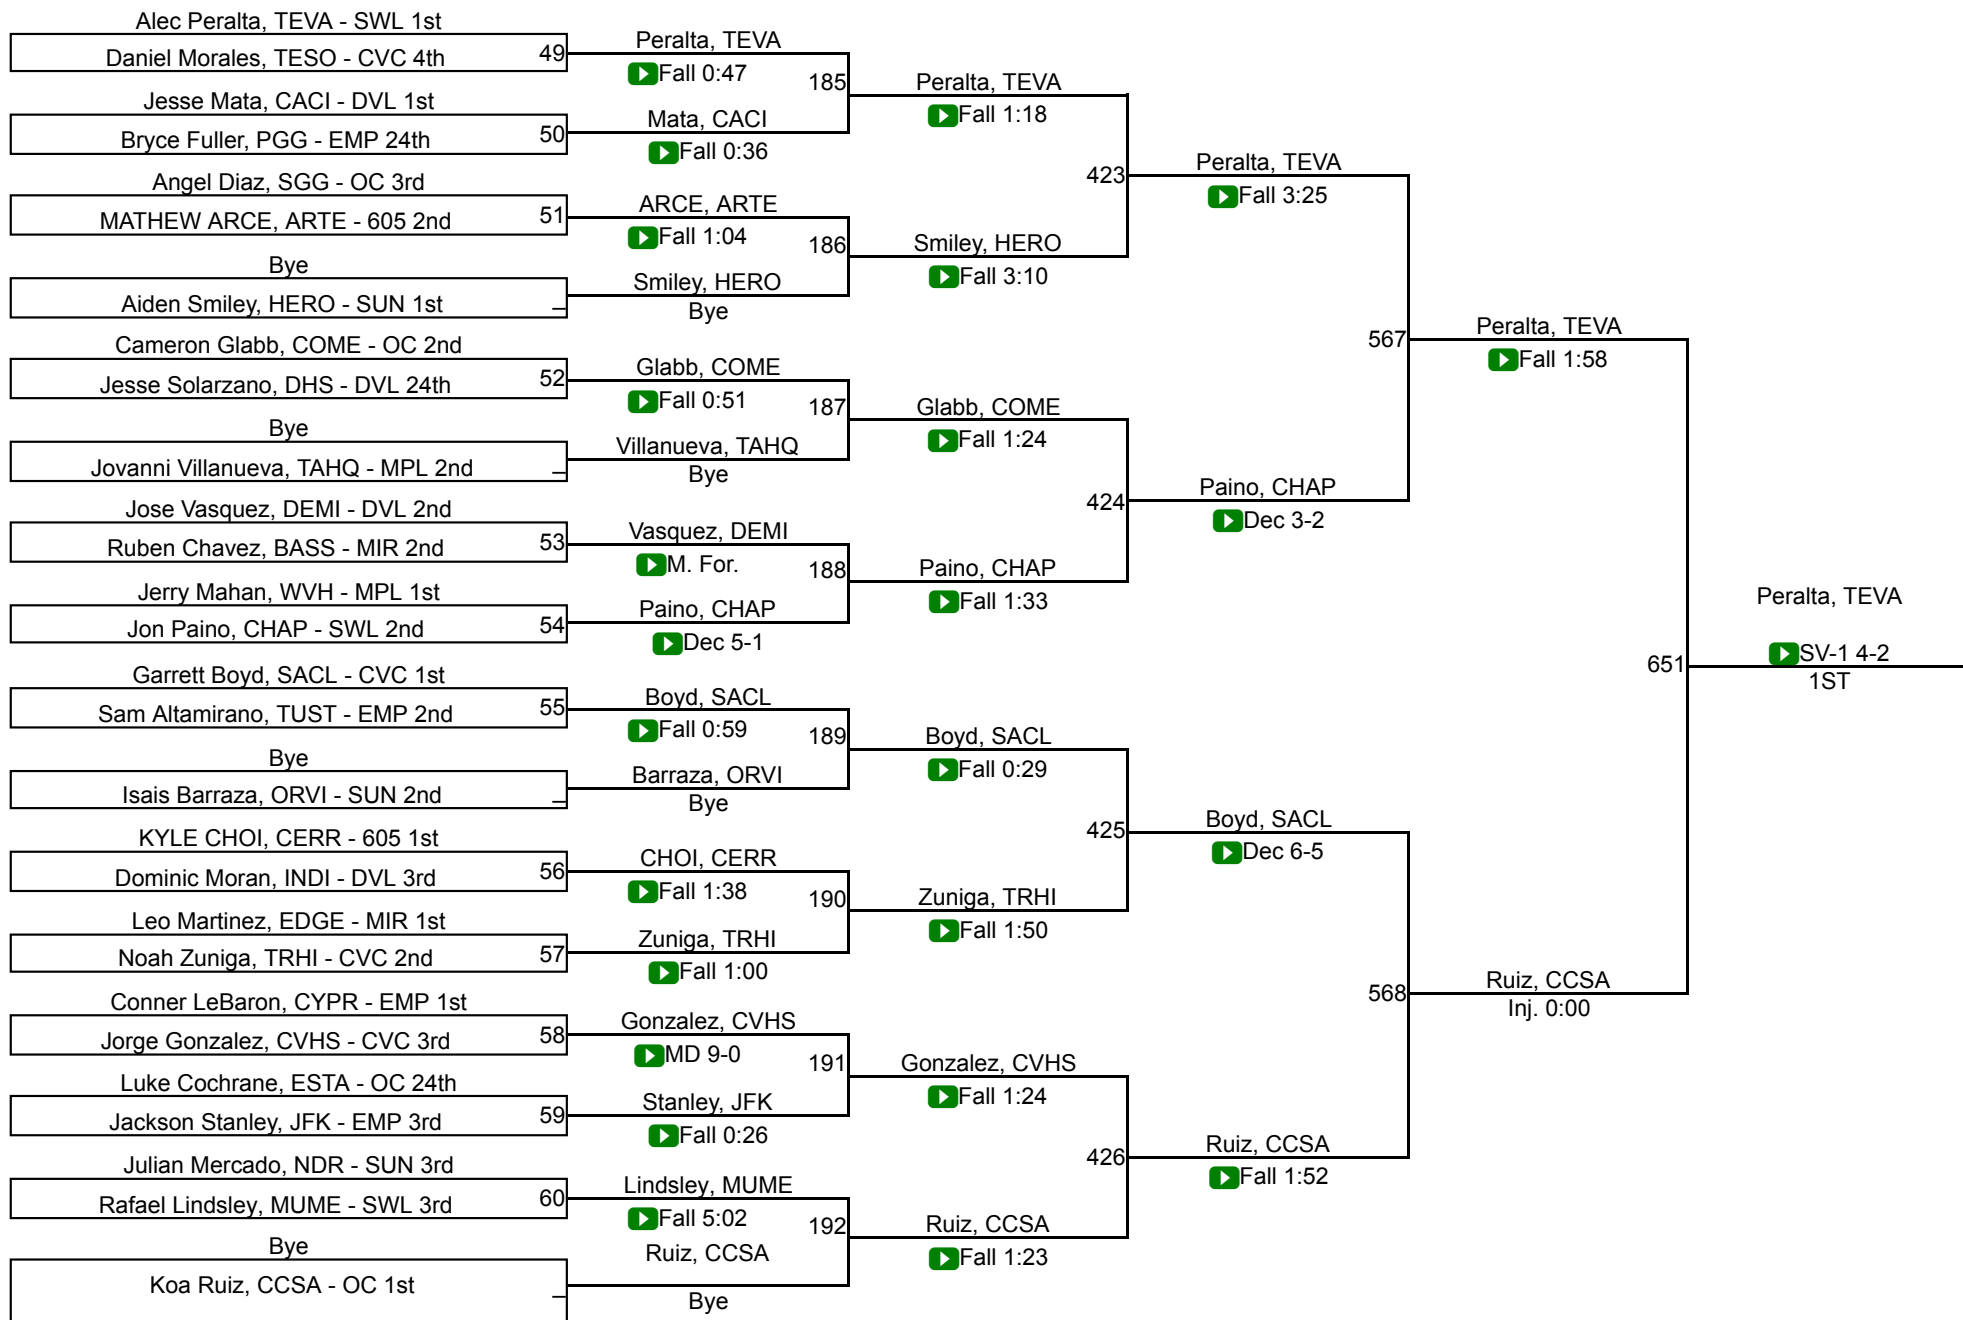 Alec Peralta, TEVA - SWL 1st
Daniel Morales, TESO - CVC 4th
49
Jesse Mata, CACI - DVL 1st
Bryce Fuller, PGG - EMP 24th
50
Angel Diaz, SGG - OC 3rd
MATHEW ARCE, ARTE - 605 2nd
51
Bye
Aiden Smiley, HERO - SUN 1st
_
Cameron Glabb, COME - OC 2nd
Jesse Solarzano, DHS - DVL 24th
52
Bye
Jovanni Villanueva, TAHQ - MPL 2nd
_
Jose Vasquez, DEMI - DVL 2nd
Ruben Chavez, BASS - MIR 2nd
53
Jerry Mahan, WVH - MPL 1st
Jon Paino, CHAP - SWL 2nd
54
Garrett Boyd, SACL - CVC 1st
Sam Altamirano, TUST - EMP 2nd
55
Bye
Isais Barraza, ORVI - SUN 2nd
_
KYLE CHOI, CERR - 605 1st
Dominic Moran, INDI - DVL 3rd
56
Leo Martinez, EDGE - MIR 1st
Noah Zuniga, TRHI - CVC 2nd
57
Conner LeBaron, CYPR - EMP 1st
Jorge Gonzalez, CVHS - CVC 3rd
58
Luke Cochrane, ESTA - OC 24th
Jackson Stanley, JFK - EMP 3rd
59
Julian Mercado, NDR - SUN 3rd
Rafael Lindsley, MUME - SWL 3rd
60
Bye
Koa Ruiz, CCSA - OC 1st
_
Peralta, TEVA
Fall 0:47
185
Mata, CACI
Fall 0:36
ARCE, ARTE
Fall 1:04
186
Smiley, HERO
Bye
Glabb, COME
Fall 0:51
187
Villanueva, TAHQ
Bye
Vasquez, DEMI
M. For.
188
Paino, CHAP
Dec 5-1
Boyd, SACL
Fall 0:59
189
Barraza, ORVI
Bye
CHOI, CERR
Fall 1:38
190
Zuniga, TRHI
Fall 1:00
Gonzalez, CVHS
MD 9-0
191
Stanley, JFK
Fall 0:26
Lindsley, MUME
Fall 5:02
192
Ruiz, CCSA
Bye
Peralta, TEVA
Fall 1:18
423
Smiley, HERO
Fall 3:10
Glabb, COME
Fall 1:24
424
Paino, CHAP
Fall 1:33
Boyd, SACL
Fall 0:29
425
Zuniga, TRHI
Fall 1:50
Gonzalez, CVHS
Fall 1:24
426
Ruiz, CCSA
Fall 1:23
Peralta, TEVA
Fall 3:25
567
Paino, CHAP
Dec 3-2
Boyd, SACL
Dec 6-5
568
Ruiz, CCSA
Fall 1:52
Peralta, TEVA
Fall 1:58
651
Ruiz, CCSA
Inj. 0:00
Peralta, TEVA
SV-1 4-2
1ST